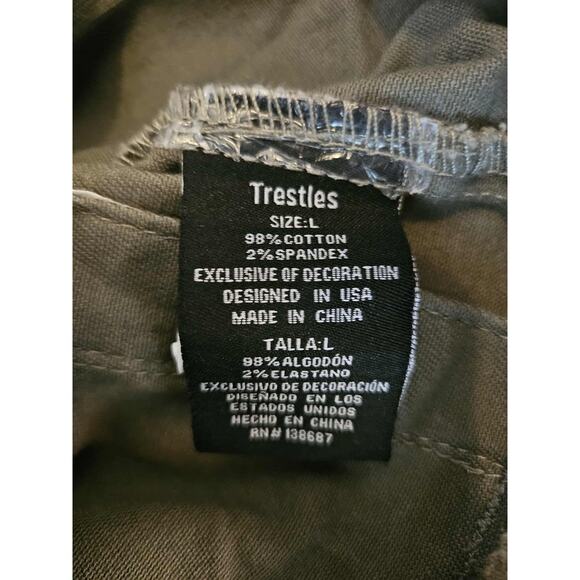 Trestles
SIZE:L
98% COTTON
2% SPANDEX
EXCLUSIVE OF DECORATION
DESIGNED IN USA
MADE IN CHINA
TALLA:L
98% ALGODÓN
2% ELASTANO
EXCLUSIVO DE DECORACIÓN
DISEÑADO EN LOS
ESTADOS UNIDOS
HECHO EN CHINA
RN# 138687